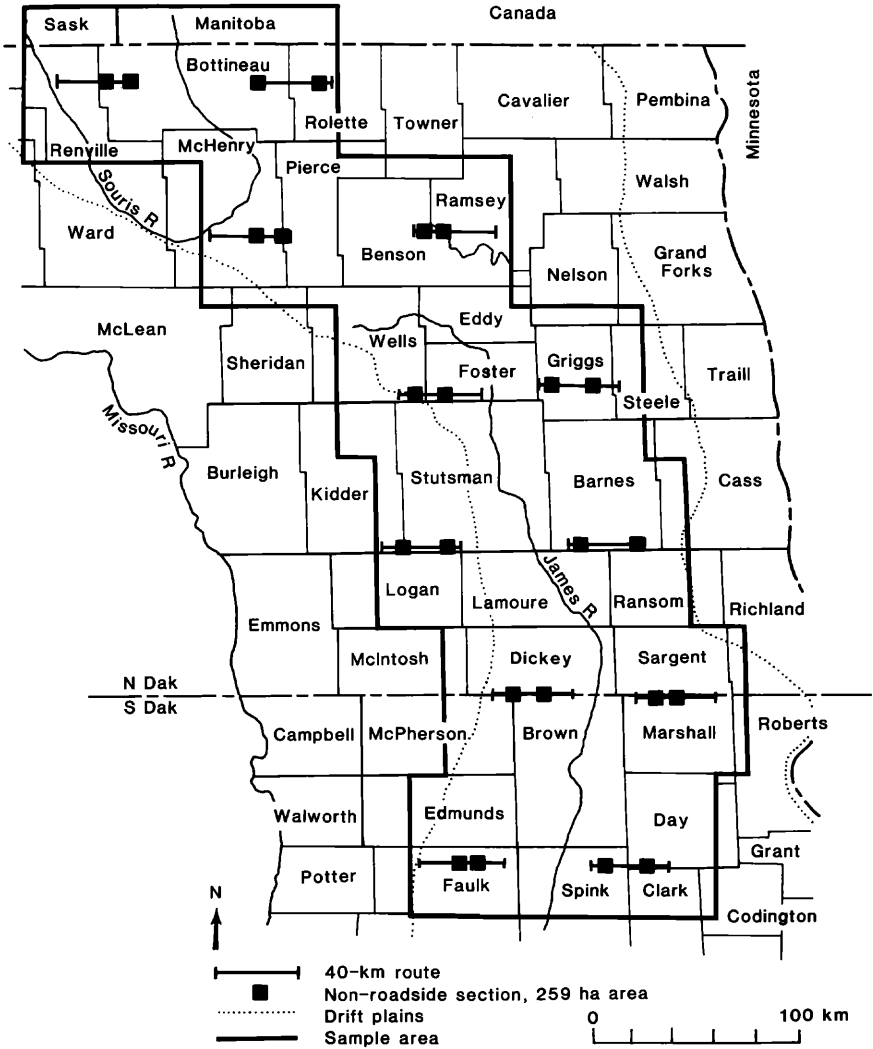 Canada
Sask
Manitoba
Bottineau
Minnesota
Cavalier
Pembina
Rolette
Towner
Renville
McHenry
Pierce
Souris R
Walsh
Ramsey
Ward
Benson
Nelson
Grand
Forks
McLean
Eddy
Wells
Sheridan
Foster
Griggs
Traill
Steele
Missouri R
Burleigh
Kidder
Stutsman
Barnes
Cass
James R
Logan
Lamoure
Ransom
Richland
Emmons
McIntosh
Dickey
Sargent
N Dak
S Dak
Roberts
Campbell
McPherson
Brown
Marshall
Walworth
Edmunds
Day
Grant
Potter
Faulk
Spink
Clark
Codington
N
40-km route
Non-roadside section, 259 ha area
Drift plains
Sample area
0 100 km